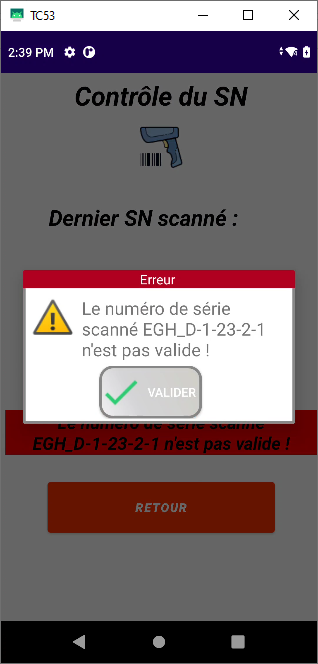 TC53
2:39 PM
Contrôle du SN
Dernier SN scanné :
Erreur
Le numéro de série
scanné EGH_D-1-23-2-1
n'est pas valide !
VALIDER
Le numéro de série scanné
EGH_D-1-23-2-1 n'est pas valide !
RETOUR